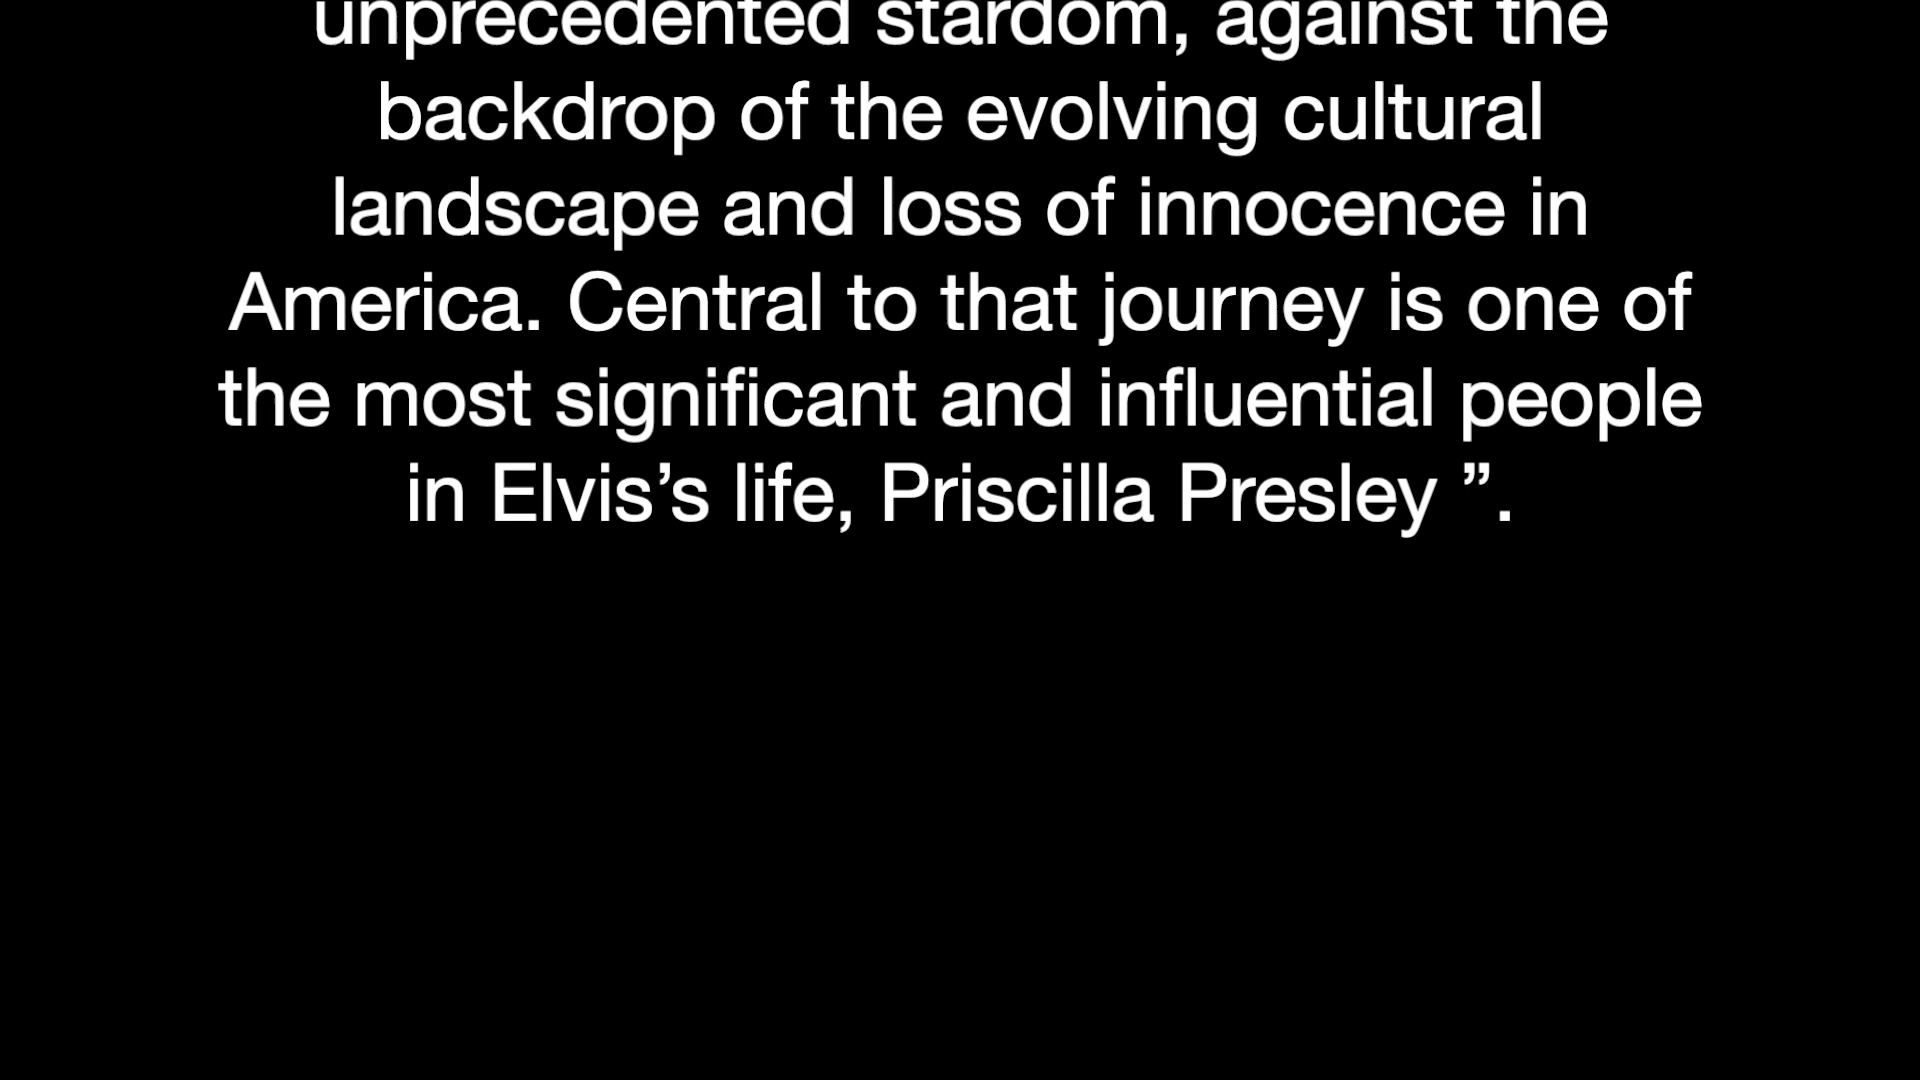 unprecedented stardom, against the
backdrop of the evolving cultural
landscape and loss of innocence in
America. Central to that journey is one of
the most significant and influential people
in Elvis’s life, Priscilla Presley ”.